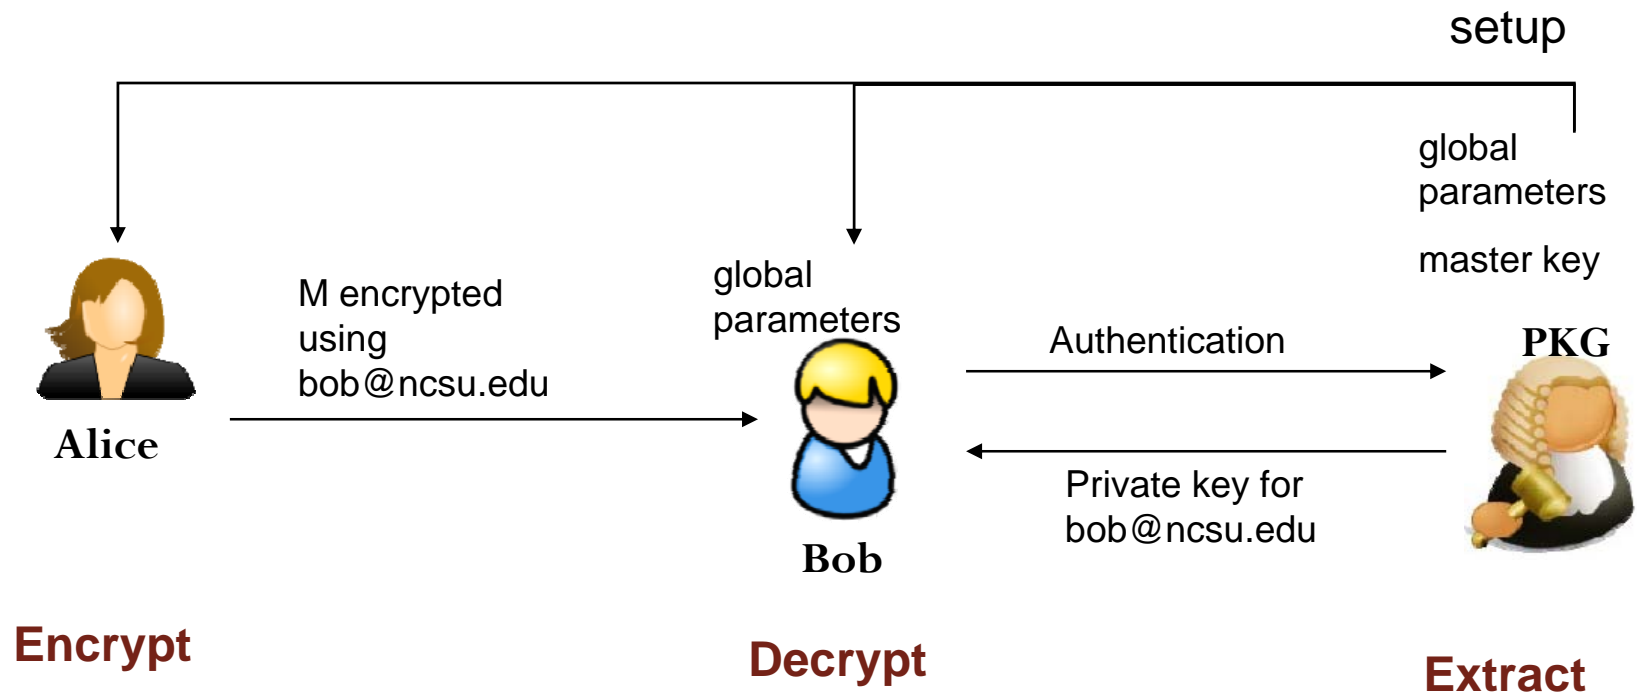 setup
global
parameters
master key
PKG
M encrypted
using
bob@ncsu.edu
Alice
global
parameters
Bob
Authentication
Private key for
bob@ncsu.edu
Encrypt
Decrypt
Extract